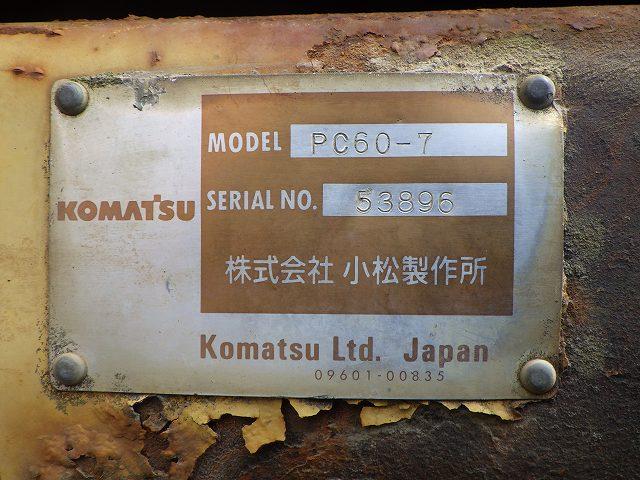 MODEL PC60-7
KOMATSU
SERIAL NO. 53896
株式会社 小松製作所
Komatsu Ltd. Japan
09601-00835